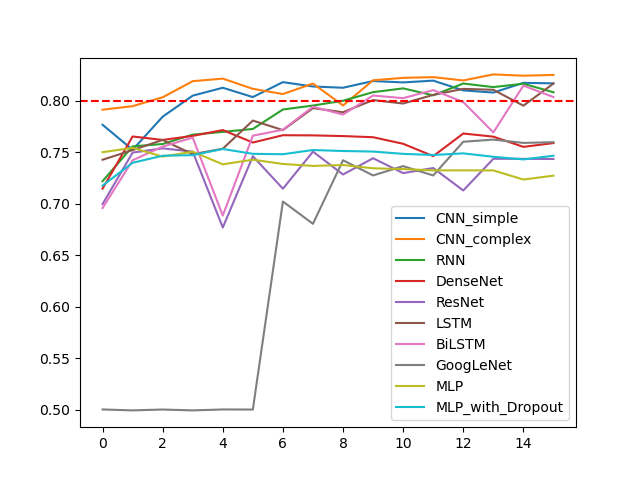 0.80
0.75
0.70
0.65
0.60
0.55
0.50
0 2 4 6 8 10 12 14
CNN_simple
CNN_complex
RNN
DenseNet
ResNet
LSTM
BiLSTM
GoogLeNet
MLP
MLP_with_Dropout